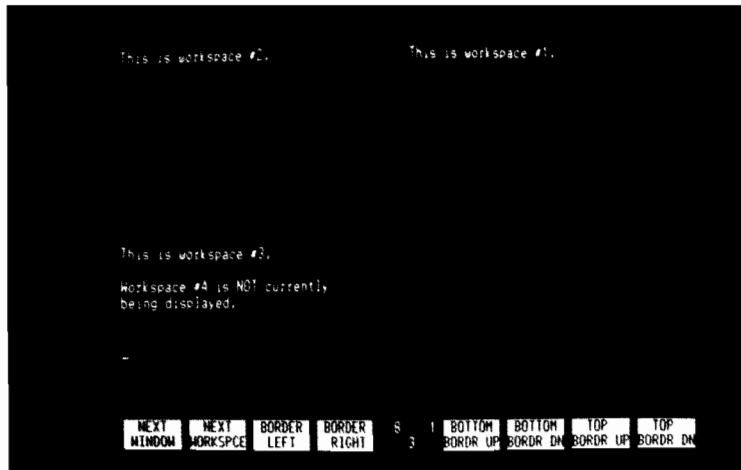 This is workspace #2.
This is workspace #1.
This is workspace #3.
Workspace #4 is NOT currently
being displayed.
_
NEXT NEXT BORDER BORDER 8 1 BOTTOM BOTTOM TOP TOP
WINDOW WORKSPCE LEFT RIGHT 3 BORDR UP BORDR DN BORDR UP BORDR DN